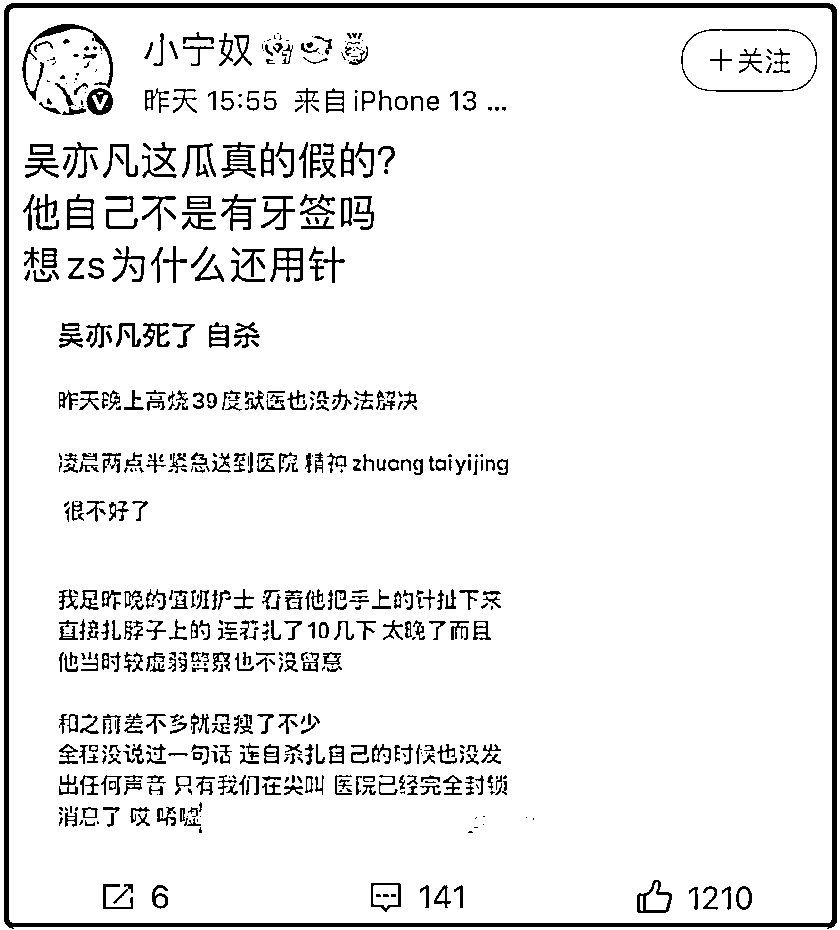 小宁奴
昨天 15:55 来自 iPhone 13 ...
+关注
吴亦凡这瓜真的假的?
他自己不是有牙签吗
想zs为什么还用针
吴亦凡死了 自杀
昨天晚上高烧39度狱医也没办法解决
凌晨两点半紧急送到医院 精神 zhuang tai yijing
很不好了
我是昨晚的值班护士 看着他把手上的针扯下来
直接扎脖子上的 连着扎了10几下 太晚了而且
他当时较虚弱警察也不没留意
和之前差不多就是瘦了不少
全程没说过一句话 连自杀扎自己的时候也没发
出任何声音 只有我们在尖叫 医院已经完全封锁
消息了 哎 唏嘘
6
141
1210